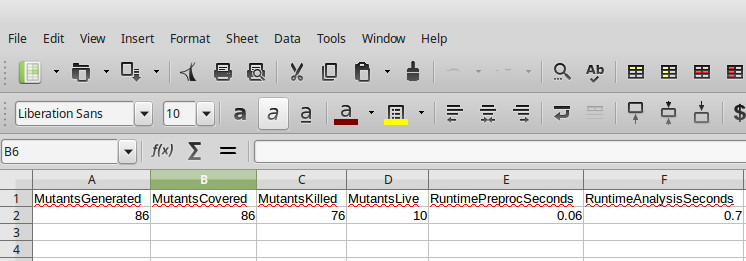 File Edit View Insert Format Sheet Data Tools Window Help
Ab
Liberation Sans 10 a a a a $
B6 f(x) Σ =
A B C D E F
1 MutantsGenerated MutantsCovered MutantsKilled MutantsLive RuntimePreprocSeconds RuntimeAnalysisSeconds
2 86 86 76 10 0.06 0.7
3
4